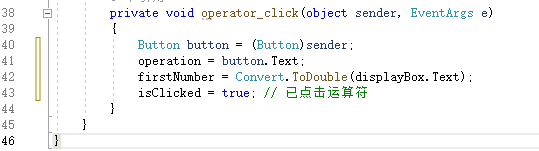 38 private void operator_click(object sender, EventArgs e)
39 {
40 Button button = (Button)sender;
41 operation = button.Text;
42 firstNumber = Convert.ToDouble(displayBox.Text);
43 isClicked = true; // 已点击运算符
44 }
45 }
46 }